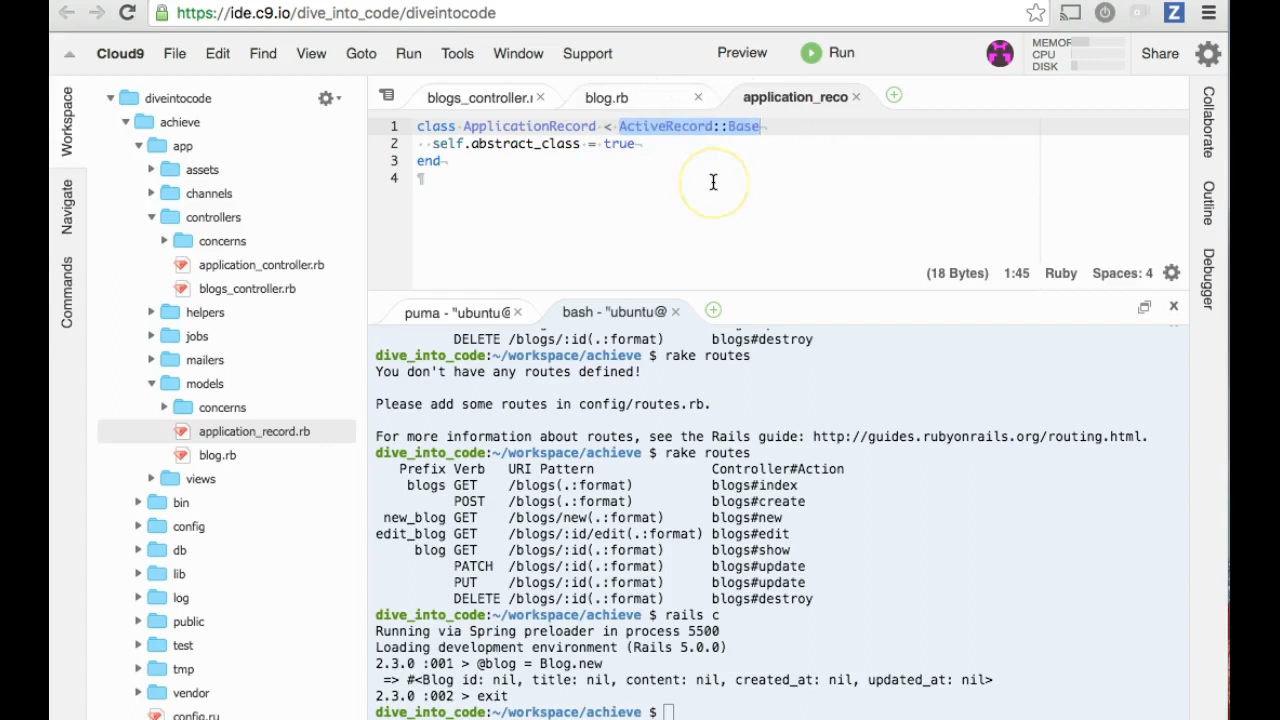 https://ide.c9.io/dive_into_code/diveintocode
Z
Cloud9 File Edit Find View Goto Run Tools Window Support Preview Run MEMOR CPU DISK Share
Workspace
Navigate
Commands
diveintocode
achieve
app
assets
channels
controllers
concerns
application_controller.rb
blogs_controller.rb
helpers
jobs
mailers
models
concerns
application_record.rb
blog.rb
views
bin
config
db
lib
log
public
test
tmp
vendor
config.ru
blogs_controller.r blog.rb application_reco
1 class ApplicationRecord < ActiveRecord::Base
2 self.abstract_class = true
3 end
4
(18 Bytes) 1:45 Ruby Spaces: 4
Collaborate
Outline
Debugger
puma - "ubuntu@ bash - "ubuntu@
DELETE /blogs/:id(.:format) blogs#destroy
dive_into_code:~/workspace/achieve $ rake routes
You don't have any routes defined!
Please add some routes in config/routes.rb.
For more information about routes, see the Rails guide: http://guides.rubyonrails.org/routing.html.
dive_into_code:~/workspace/achieve $ rake routes
Prefix Verb URI Pattern Controller#Action
blogs GET /blogs(.:format) blogs#index
POST /blogs(.:format) blogs#create
new_blog GET /blogs/new(.:format) blogs#new
edit_blog GET /blogs/:id/edit(.:format) blogs#edit
blog GET /blogs/:id(.:format) blogs#show
PATCH /blogs/:id(.:format) blogs#update
PUT /blogs/:id(.:format) blogs#update
DELETE /blogs/:id(.:format) blogs#destroy
dive_into_code:~/workspace/achieve $ rails c
Running via Spring preloader in process 5500
Loading development environment (Rails 5.0.0)
2.3.0 :001 > @blog = Blog.new
=> #<Blog id: nil, title: nil, content: nil, created_at: nil, updated_at: nil>
2.3.0 :002 > exit
dive_into_code:~/workspace/achieve $